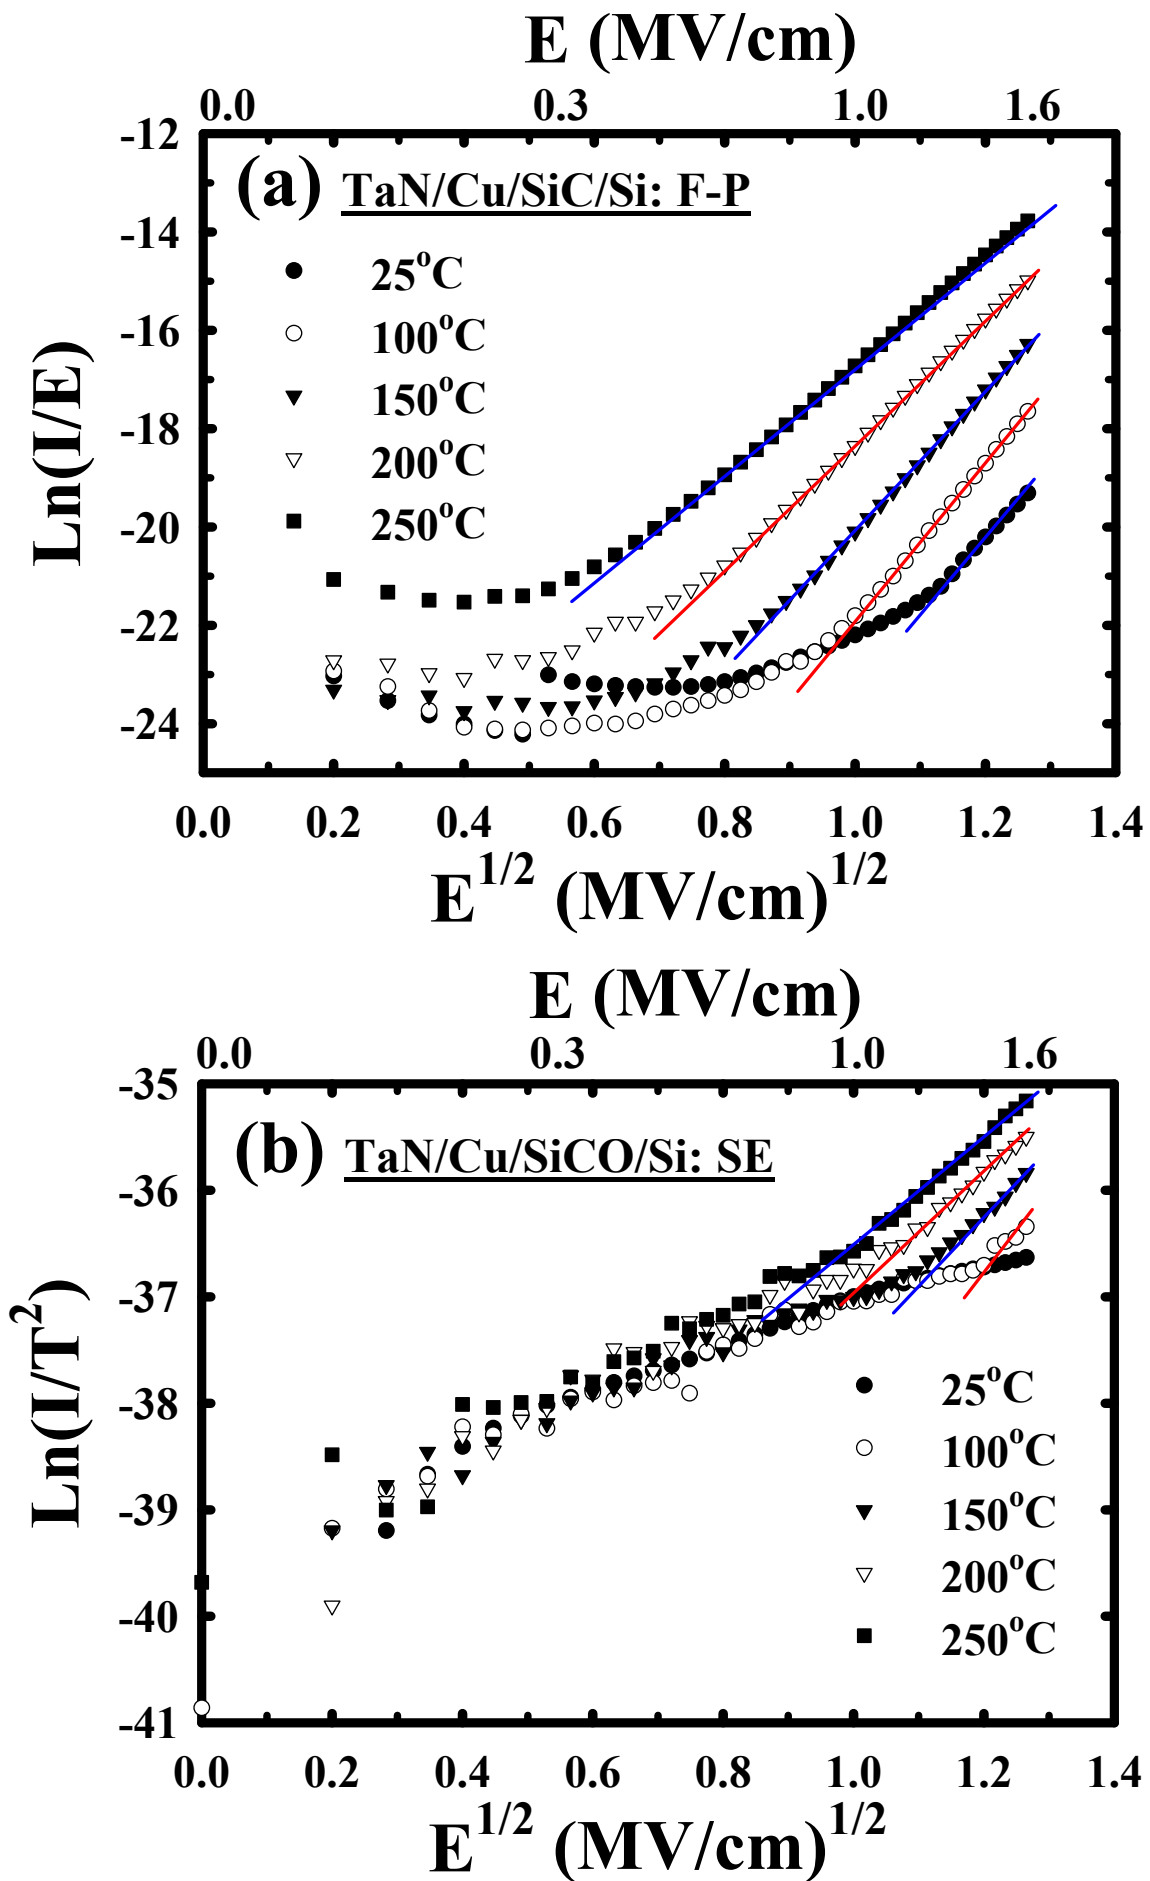 E (MV/cm)
0.0 0.3 1.0 1.6
-12
(a) TaN/Cu/SiC/Si: F-P
-14
25°C
100°C
-16
150°C
-18
200°C
250°C
-20
-22
-24
Ln(I/E)
0.0 0.2 0.4 0.6 0.8 1.0 1.2 1.4
E^1/2 (MV/cm)^1/2
E (MV/cm)
0.0 0.3 1.0 1.6
-35
(b) TaN/Cu/SiCO/Si: SE
-36
-37
-38
25°C
100°C
-39
150°C
200°C
-40
250°C
-41
Ln(I/T^2)
0.0 0.2 0.4 0.6 0.8 1.0 1.2 1.4
E^1/2 (MV/cm)^1/2